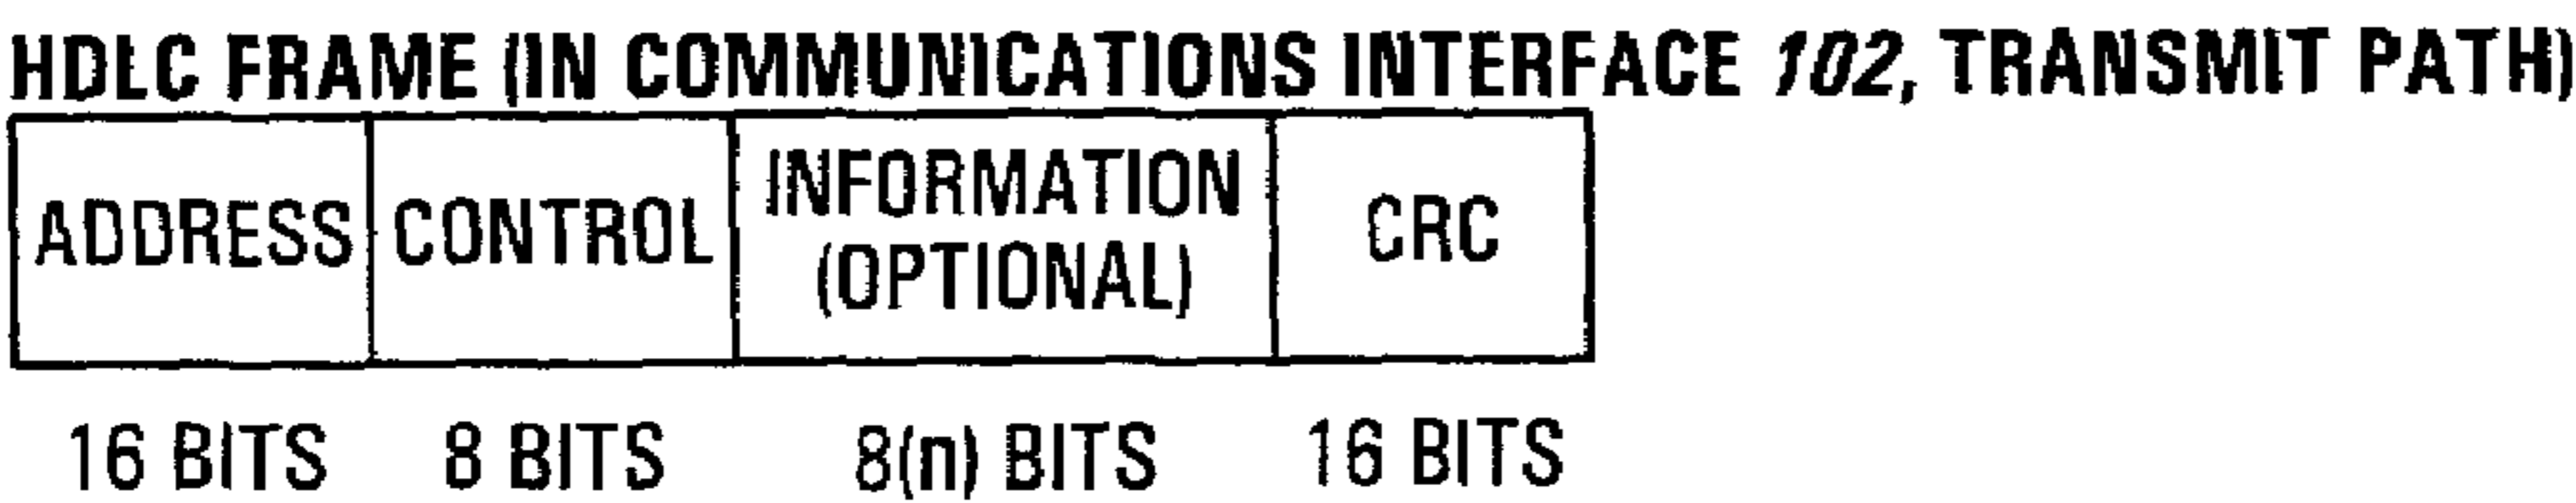 HDLC FRAME (IN COMMUNICATIONS INTERFACE 102, TRANSMIT PATH)
ADDRESS CONTROL INFORMATION (OPTIONAL) CRC
16 BITS 8 BITS 8(n) BITS 16 BITS